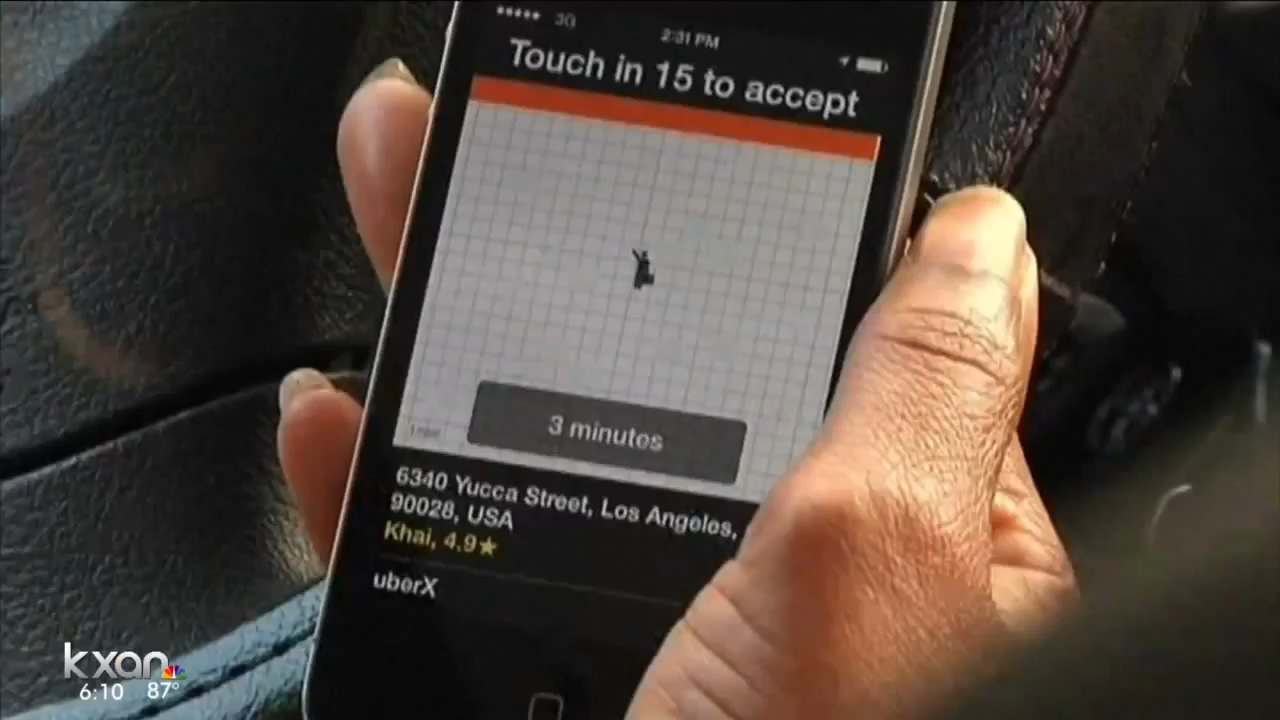 3G
2:31 PM
Touch in 15 to accept
3 minutes
6340 Yucca Street, Los Angeles,
90028, USA
Khai, 4.9★
uberX
kxan
6:10 87°